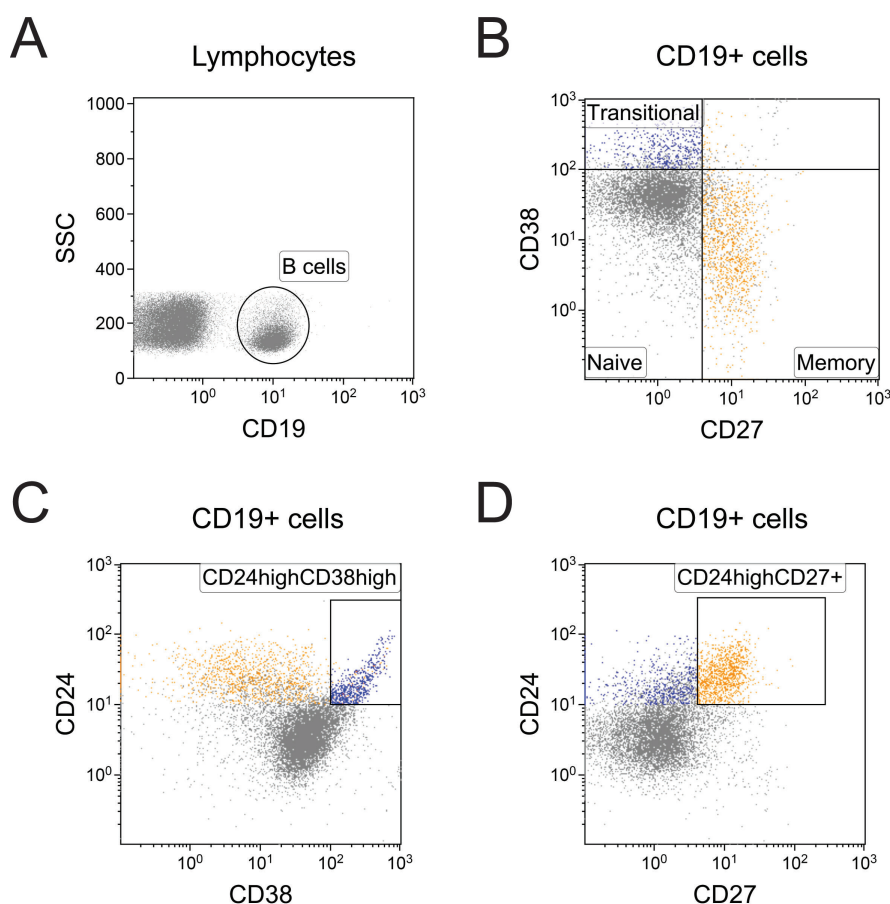 A
Lymphocytes
1000
800
600
400
200
0
SSC
B cells
10⁰
10¹
10²
10³
CD19
B
CD19+ cells
10³
10²
10¹
10⁰
CD38
Transitional
Naive
Memory
10⁰
10¹
10²
10³
CD27
C
CD19+ cells
10³
10²
10¹
10⁰
CD24
CD24highCD38high
10⁰
10¹
10²
10³
CD38
D
CD19+ cells
10³
10²
10¹
10⁰
CD24
CD24highCD27+
10⁰
10¹
10²
10³
CD27